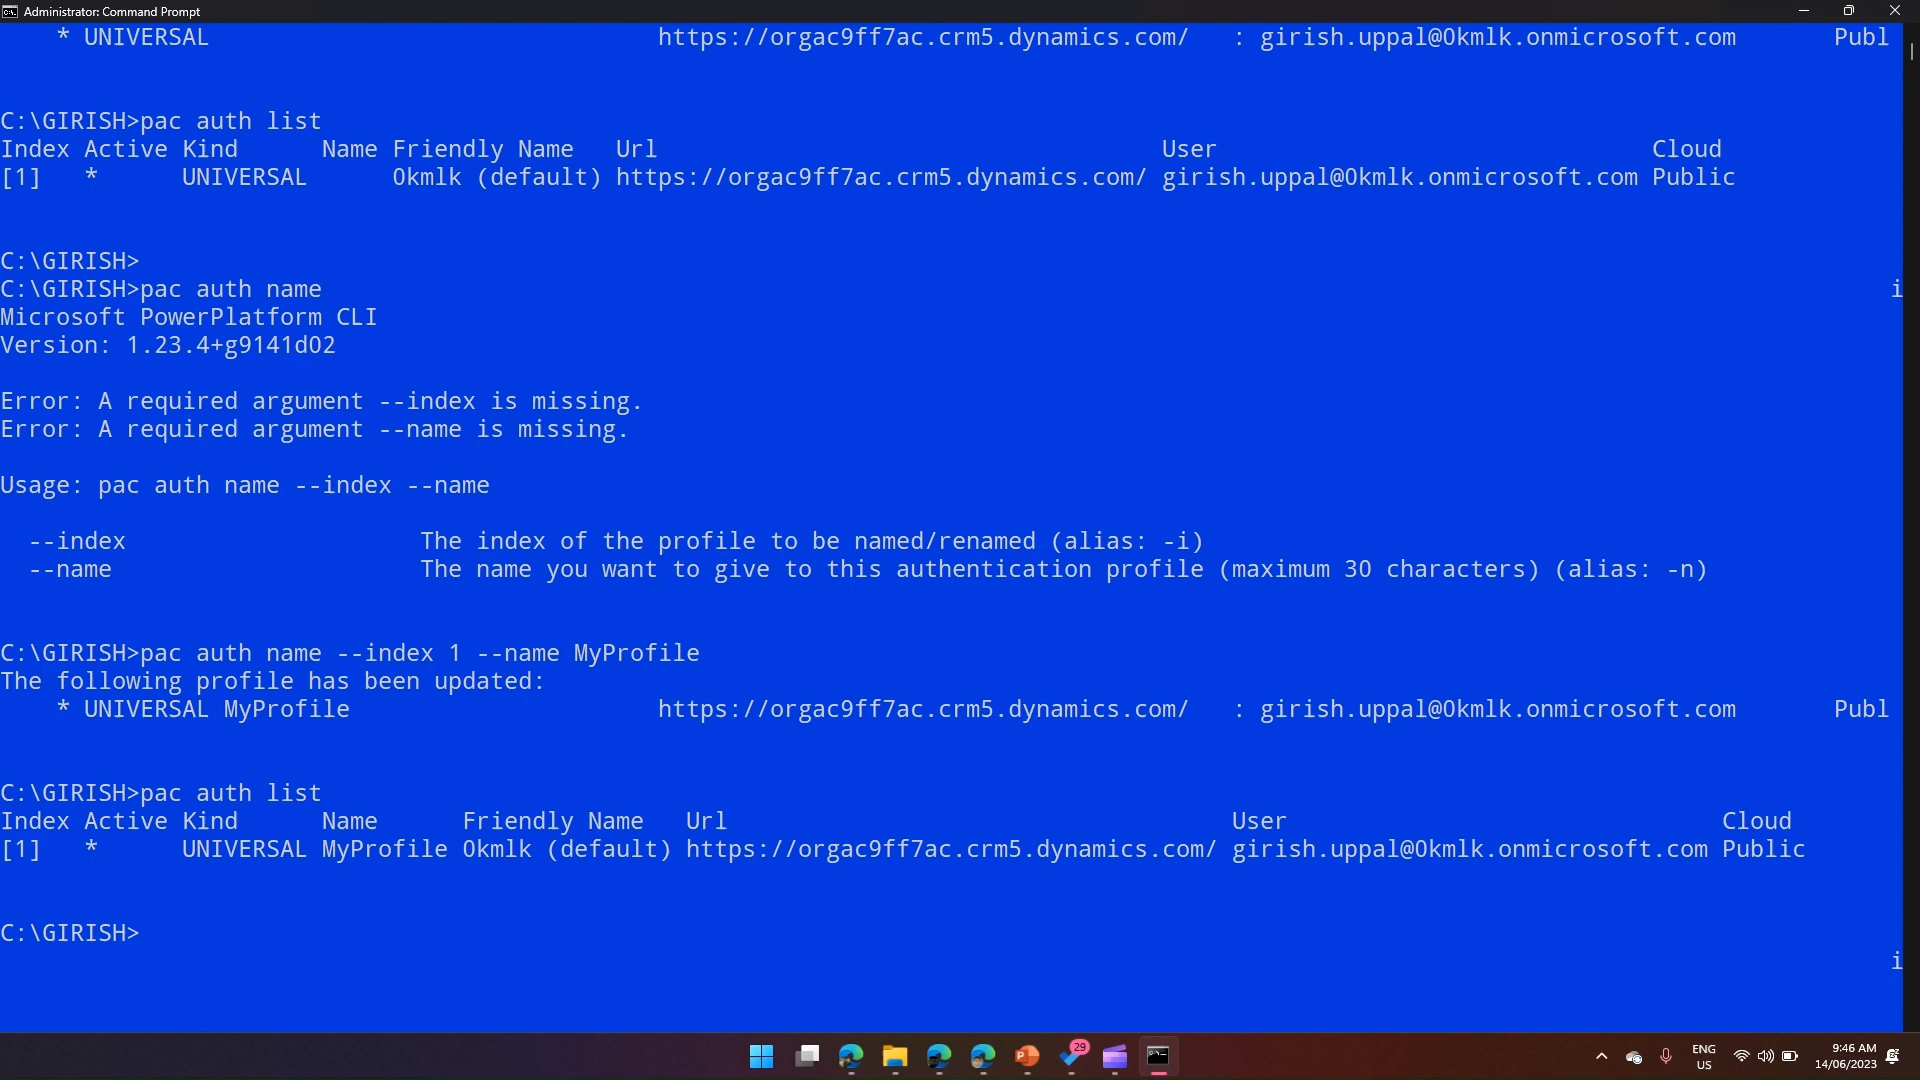 Administrator: Command Prompt
* UNIVERSAL https://orgac9ff7ac.crm5.dynamics.com/ : girish.uppal@0kmlk.onmicrosoft.com Publ
C:\GIRISH>pac auth list
Index Active Kind Name Friendly Name Url User Cloud
[1] * UNIVERSAL 0kmlk (default) https://orgac9ff7ac.crm5.dynamics.com/ girish.uppal@0kmlk.onmicrosoft.com Public
C:\GIRISH>
C:\GIRISH>pac auth name i
Microsoft PowerPlatform CLI
Version: 1.23.4+g9141d02
Error: A required argument --index is missing.
Error: A required argument --name is missing.
Usage: pac auth name --index --name
--index The index of the profile to be named/renamed (alias: -i)
--name The name you want to give to this authentication profile (maximum 30 characters) (alias: -n)
C:\GIRISH>pac auth name --index 1 --name MyProfile
The following profile has been updated:
* UNIVERSAL MyProfile https://orgac9ff7ac.crm5.dynamics.com/ : girish.uppal@0kmlk.onmicrosoft.com Publ
C:\GIRISH>pac auth list
Index Active Kind Name Friendly Name Url User Cloud
[1] * UNIVERSAL MyProfile 0kmlk (default) https://orgac9ff7ac.crm5.dynamics.com/ girish.uppal@0kmlk.onmicrosoft.com Public
C:\GIRISH>
i
29
ENG
US
9:46 AM
14/06/2023